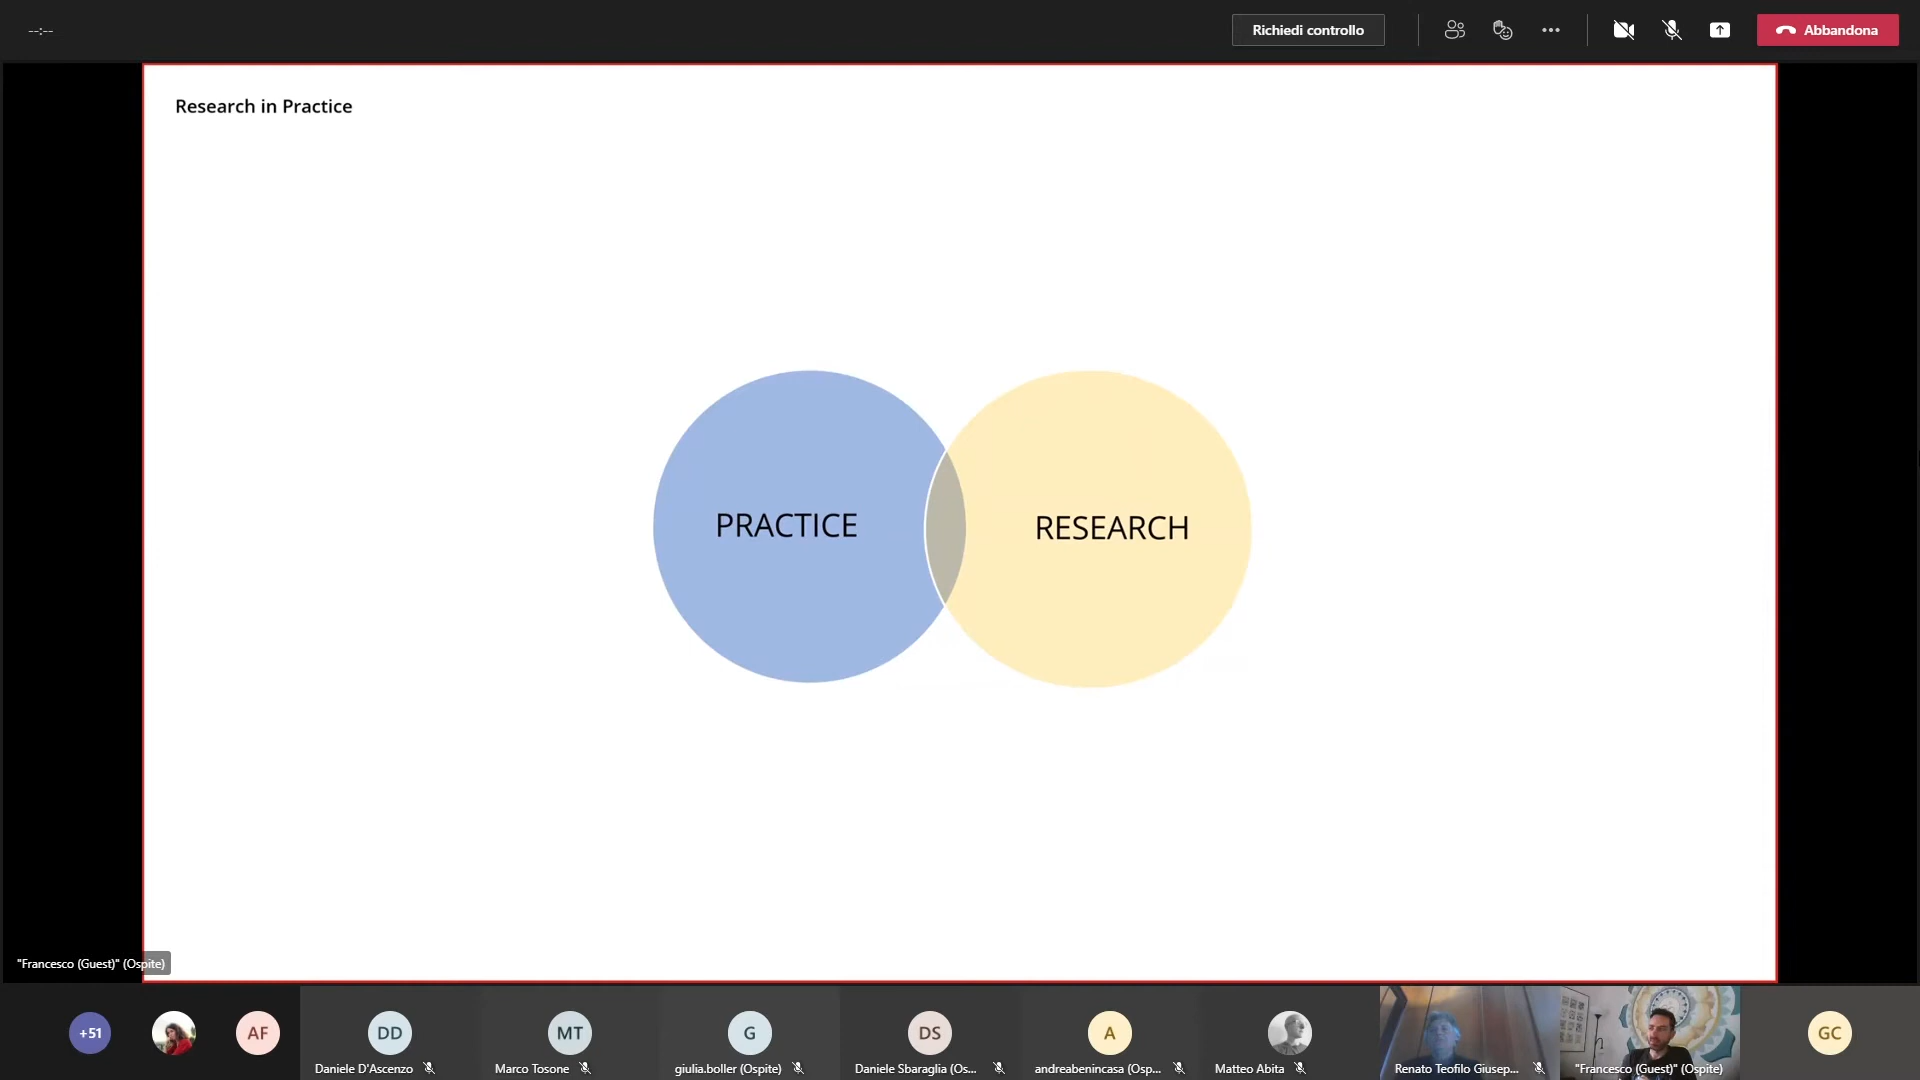 --:--
Richiedi controllo
Abbandona
Research in Practice
PRACTICE
RESEARCH
"Francesco (Guest)" (Ospite)
+51
AF
DD
MT
G
DS
A
GC
Daniele D'Ascenzo
Marco Tosone
giulia.boller (Ospite)
Daniele Sbaraglia (Os...
andreabenincasa (Osp...
Matteo Abita
Renato Teofilo Giusep...
"Francesco (Guest)" (Ospite)